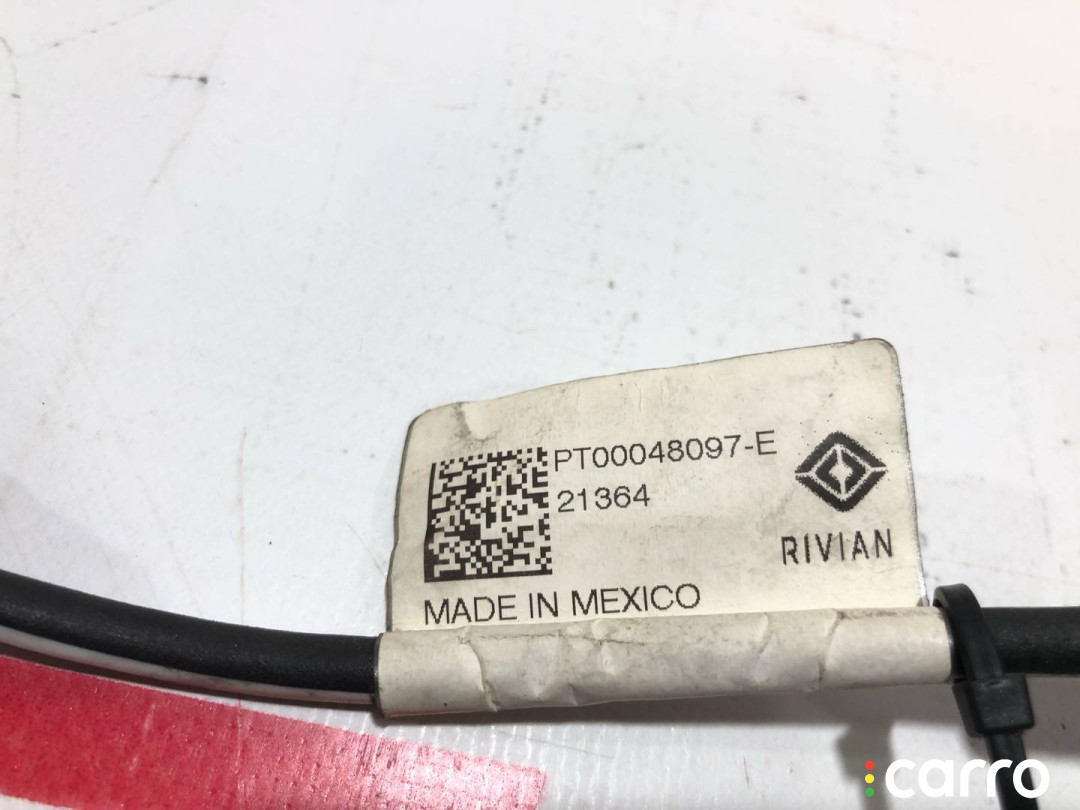 PT00048097-E
21364
RIVIAN
MADE IN MEXICO
carro